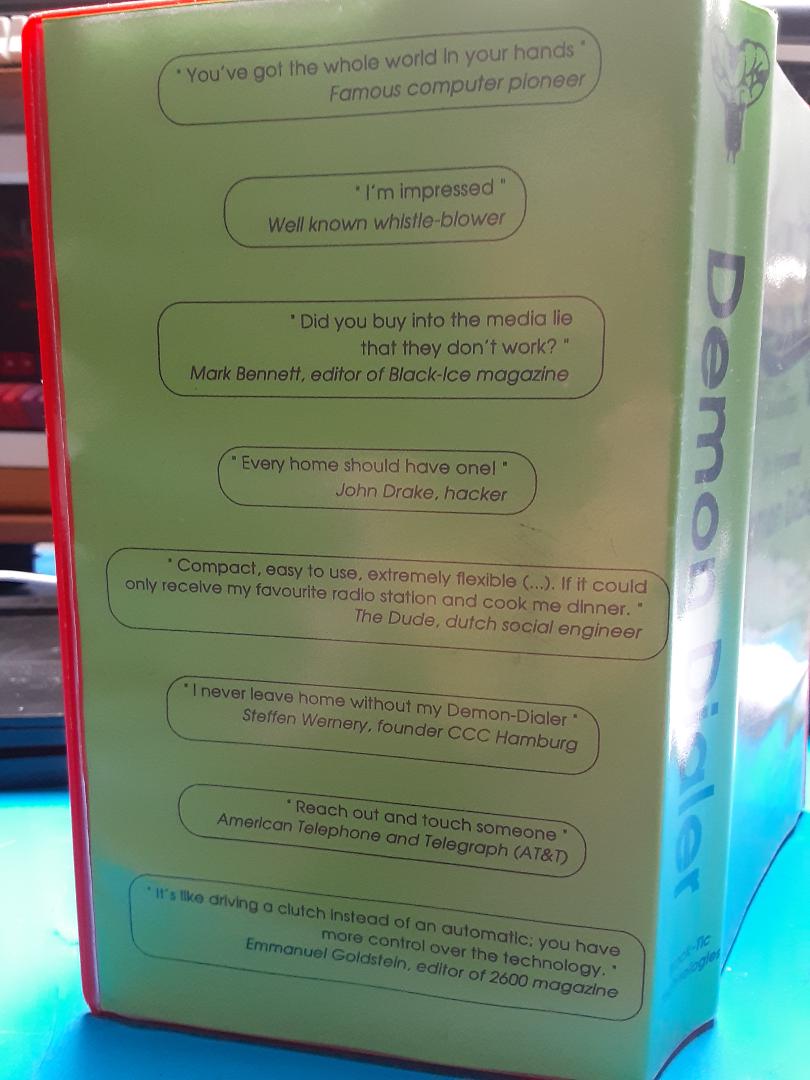 " You've got the whole world in your hands "
Famous computer pioneer
" I'm impressed "
Well known whistle-blower
" Did you buy into the media lie
that they don't work? "
Mark Bennett, editor of Black-Ice magazine
" Every home should have one! "
John Drake, hacker
" Compact, easy to use, extremely flexible (...). If it could
only receive my favourite radio station and cook me dinner. "
The Dude, dutch social engineer
" I never leave home without my Demon-Dialer "
Steffen Wernery, founder CCC Hamburg
" Reach out and touch someone "
American Telephone and Telegraph (AT&T)
" It's like driving a clutch instead of an automatic; you have
more control over the technology. "
Emmanuel Goldstein, editor of 2600 magazine
Demon Dialer